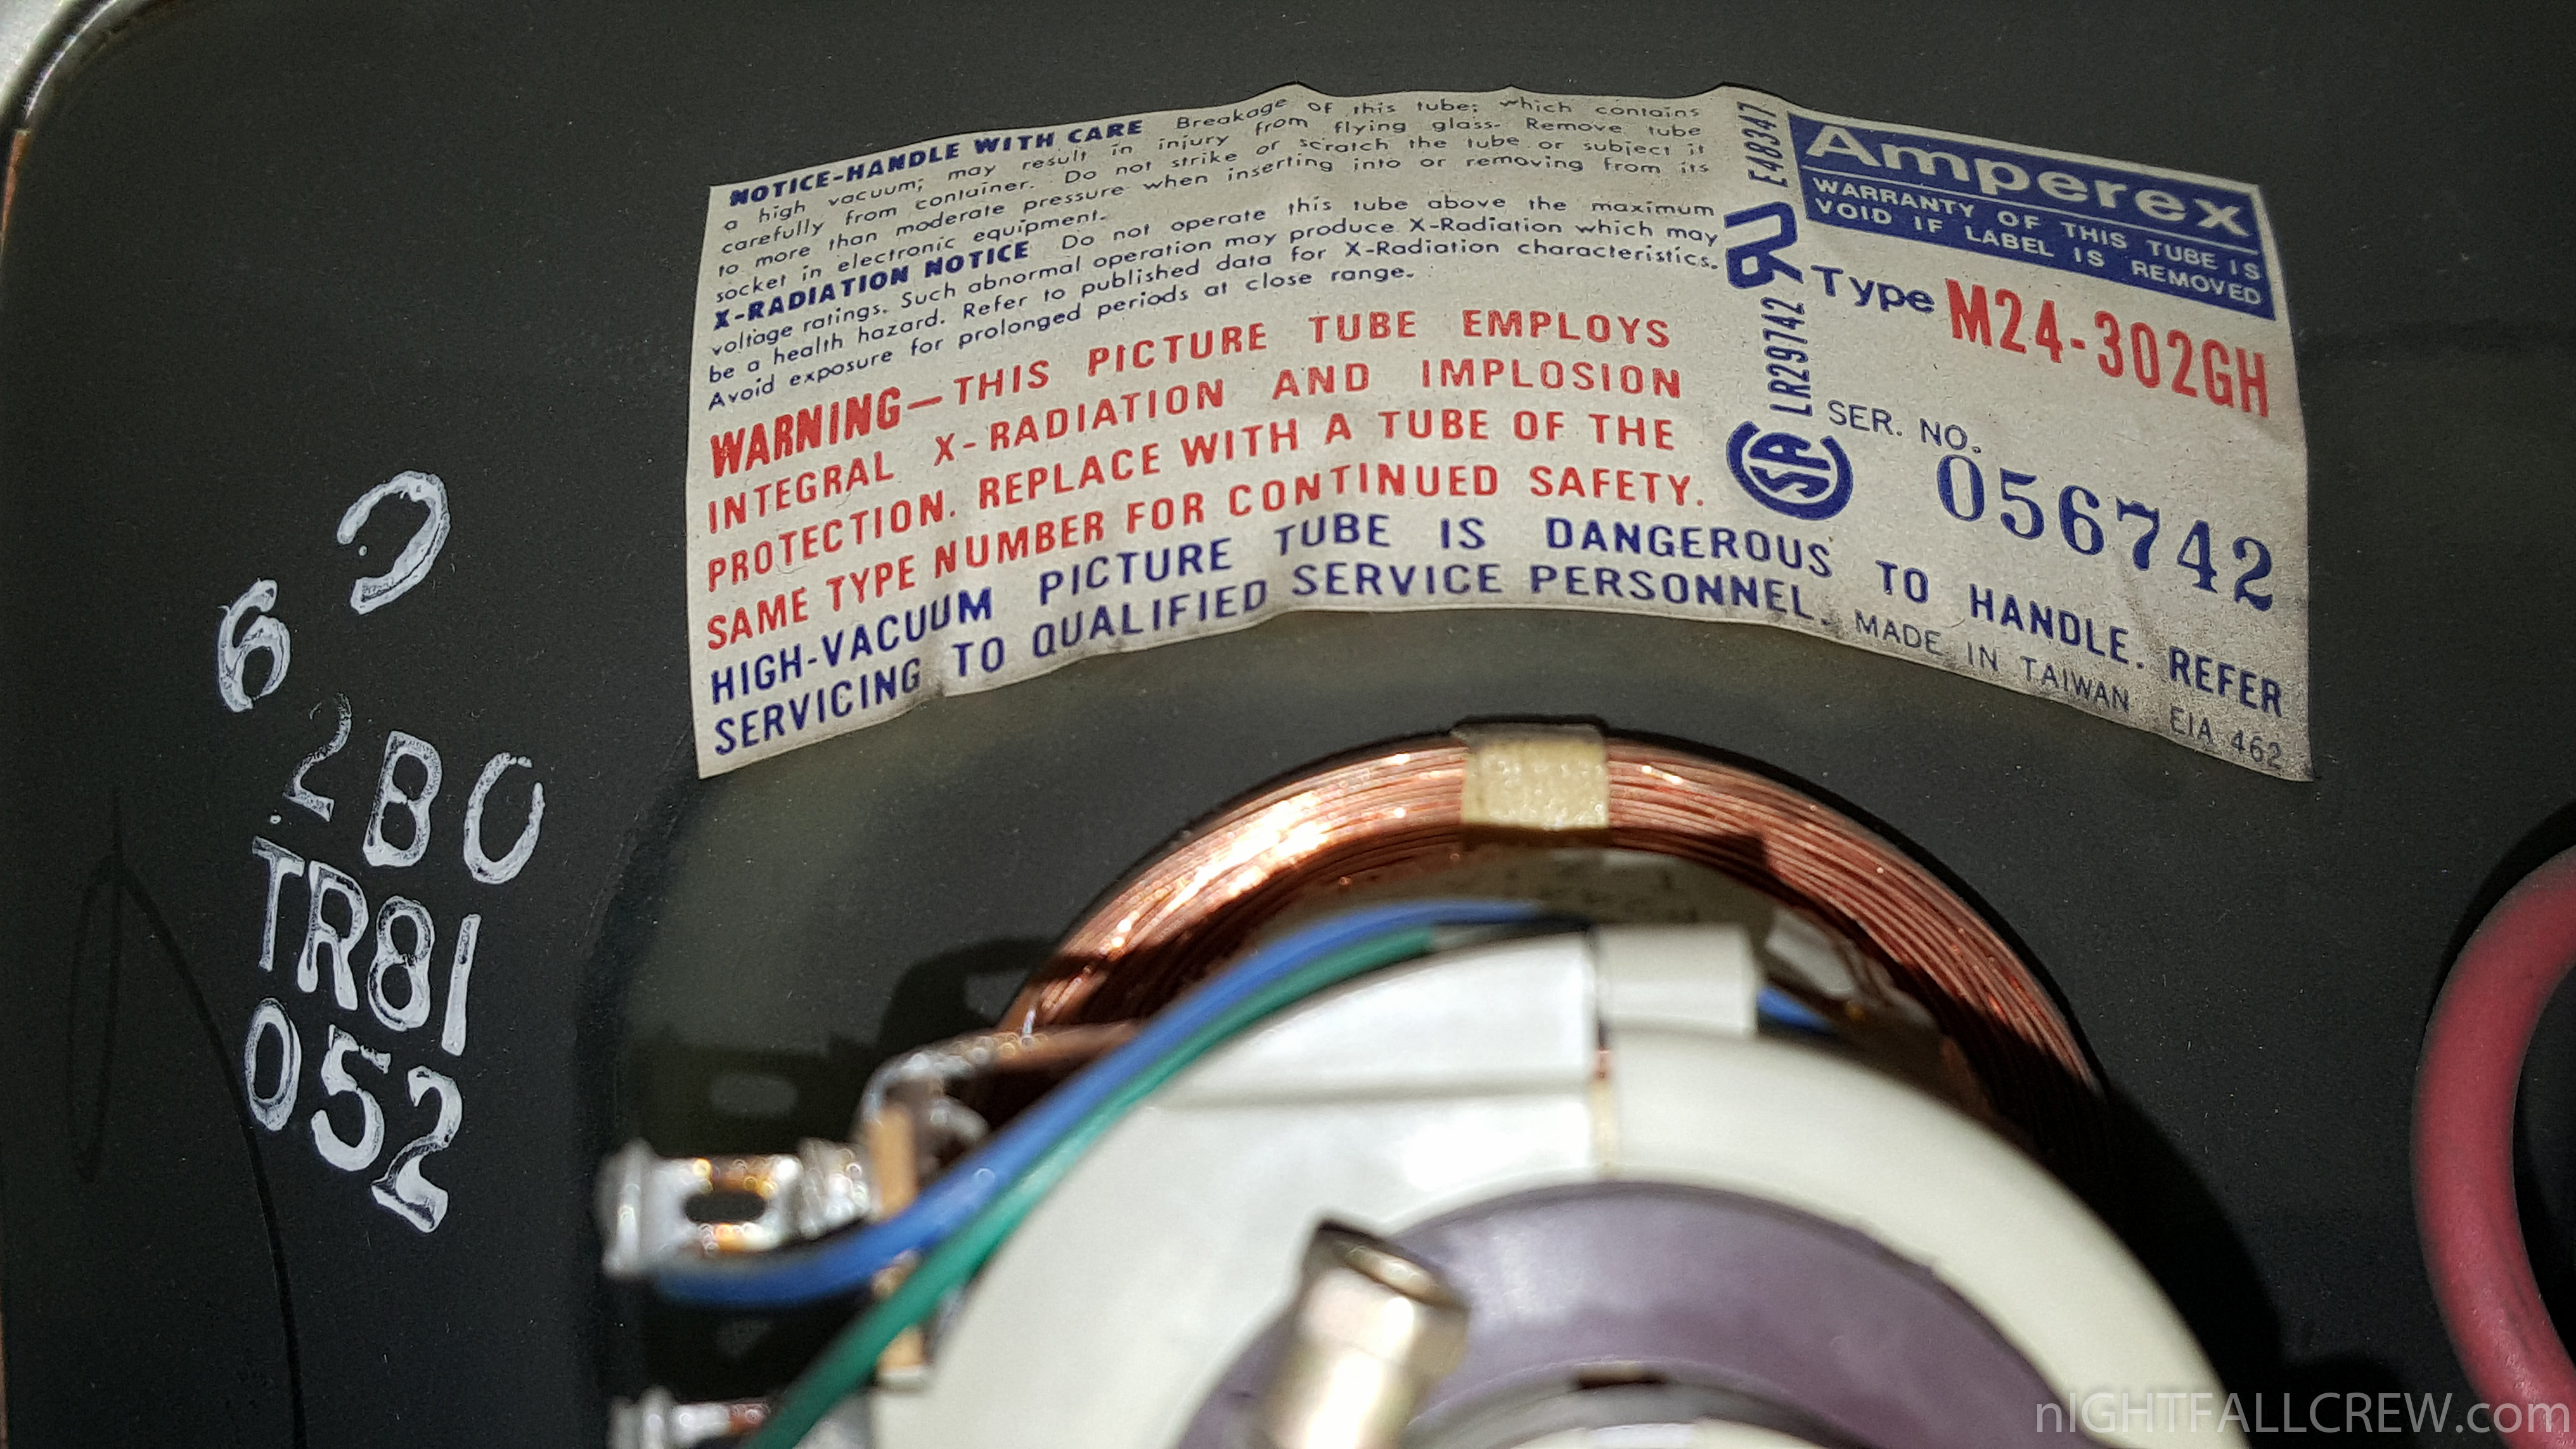 NOTICE-HANDLE WITH CARE Breakage of this tube; which contains
a high vacuum; may result in injury from flying glass. Remove tube
carefully from container. Do not strike or scratch the tube or subject it
to more than moderate pressure when inserting into or removing from its
socket in electronic equipment.
X-RADIATION NOTICE Do not operate this tube above the maximum
voltage ratings. Such abnormal operation may produce X-Radiation which may
be a health hazard. Refer to published data for X-Radiation characteristics.
Avoid exposure for prolonged periods at close range.
WARNING—THIS PICTURE TUBE EMPLOYS
INTEGRAL X-RADIATION AND IMPLOSION
PROTECTION. REPLACE WITH A TUBE OF THE
SAME TYPE NUMBER FOR CONTINUED SAFETY.
HIGH-VACUUM PICTURE TUBE IS DANGEROUS TO HANDLE. REFER
SERVICING TO QUALIFIED SERVICE PERSONNEL. MADE IN TAIWAN EIA 462
E48347
LR29742
SA
Amperex
WARRANTY OF THIS TUBE IS
VOID IF LABEL IS REMOVED
Type M24-302GH
SER. NO.
056742
6
2B0
TR81
052
nIGHTFALLCREW.com